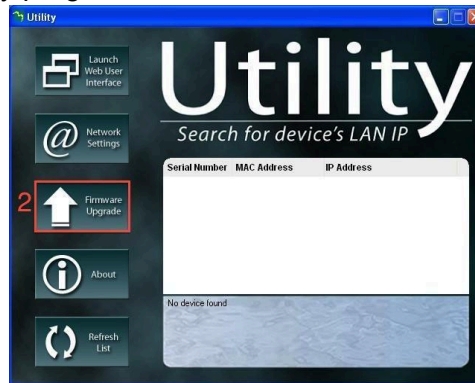 Utility
Launch
Web User
Interface
Utility
Search for device's LAN IP
Network
Settings
Serial Number MAC Address IP Address
2
Firmware
Upgrade
About
No device found
Refresh
List